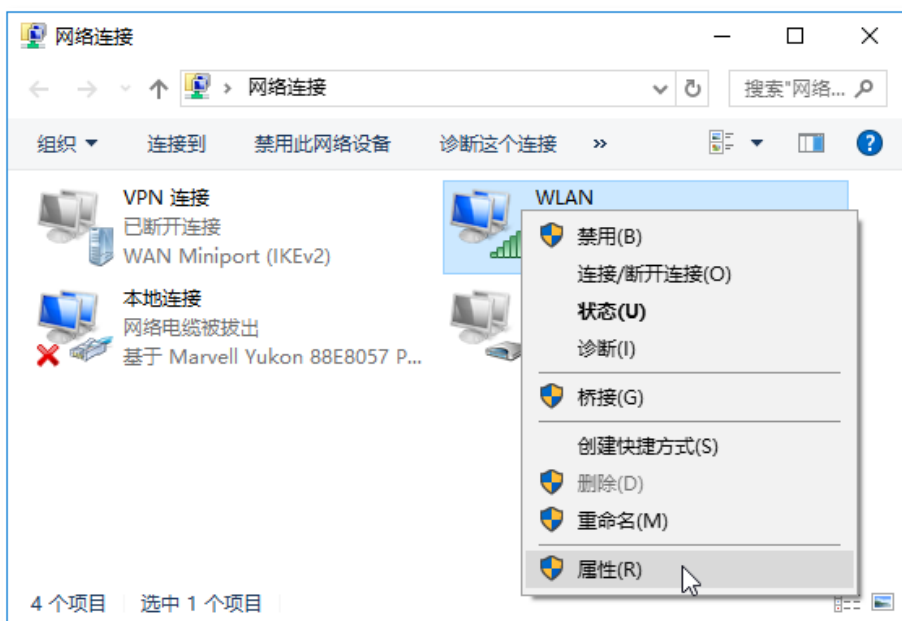 网络连接
网络连接
搜索"网络...
组织
连接到
禁用此网络设备
诊断这个连接
»
VPN 连接
已断开连接
WAN Miniport (IKEv2)
本地连接
网络电缆被拔出
基于 Marvell Yukon 88E8057 P...
WLAN
禁用(B)
连接/断开连接(O)
状态(U)
诊断(I)
桥接(G)
创建快捷方式(S)
删除(D)
重命名(M)
属性(R)
4 个项目
选中 1 个项目